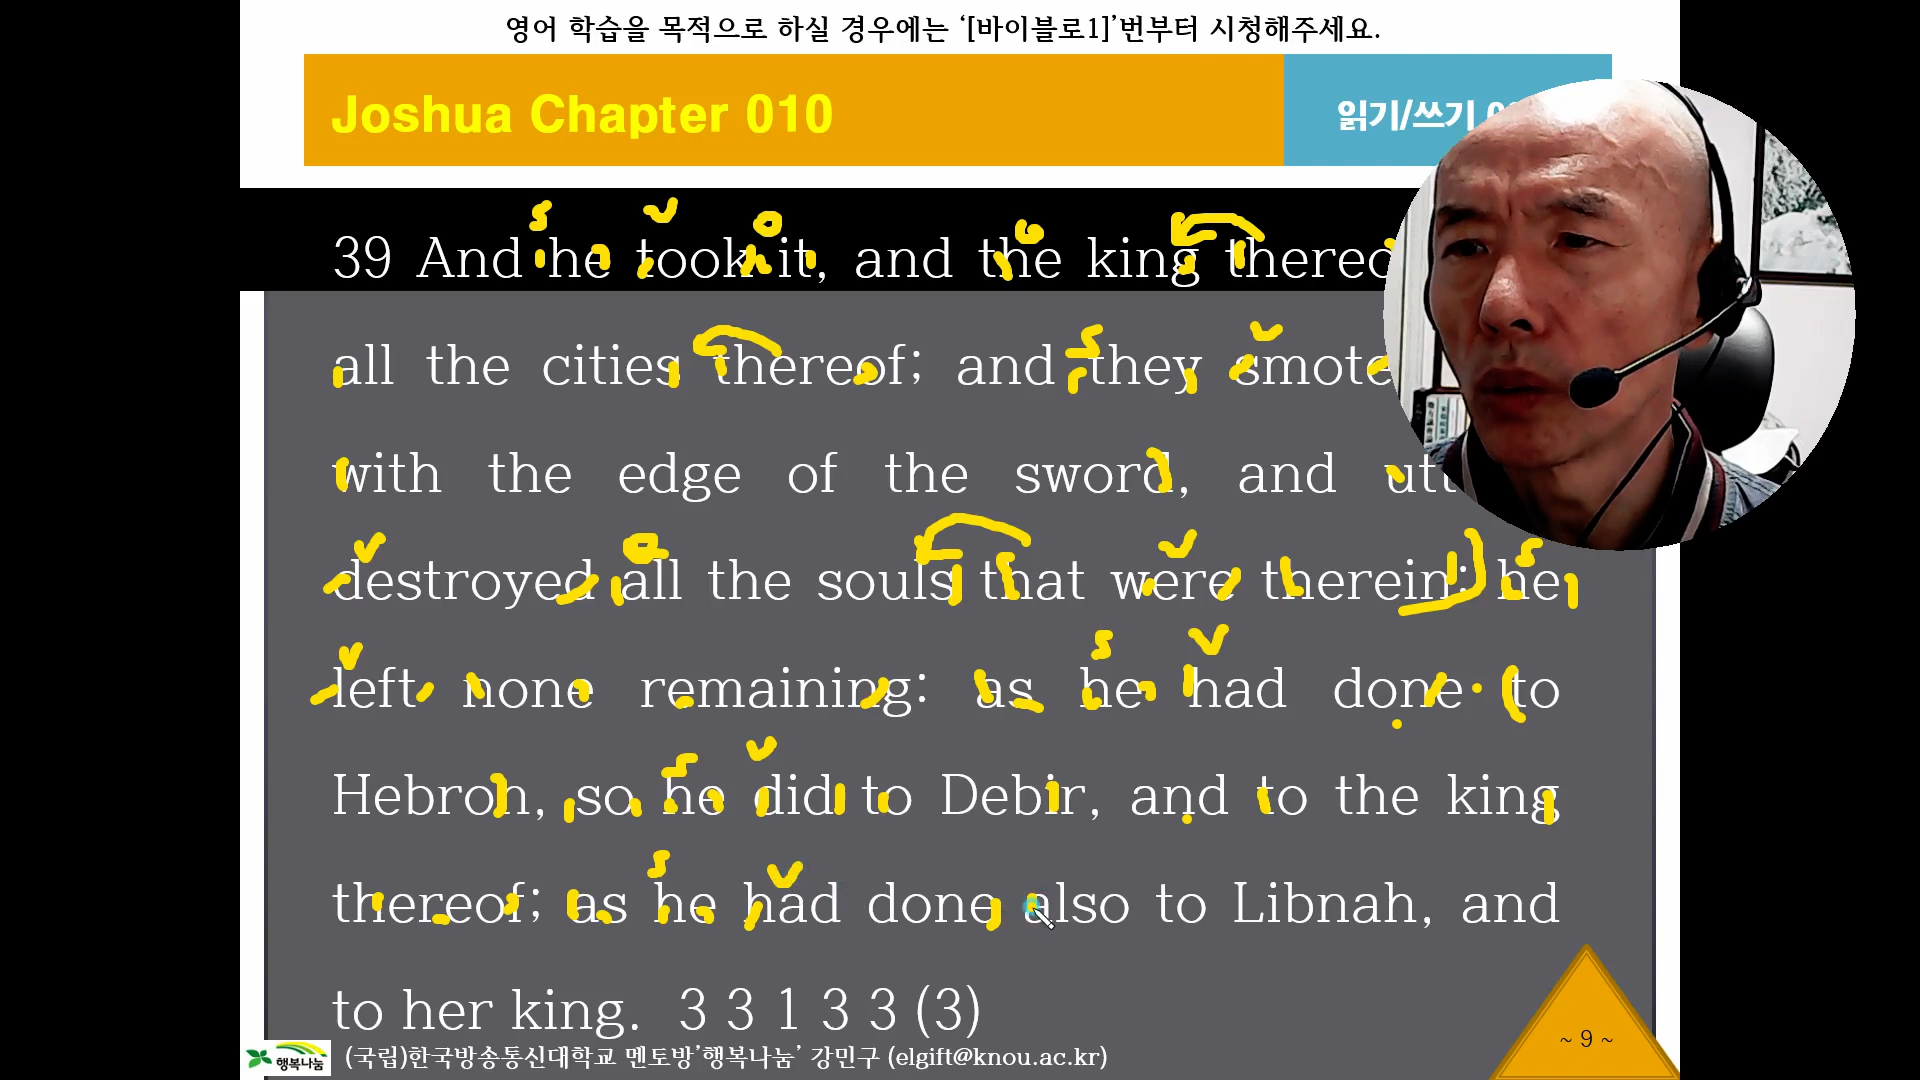 영어 학습을 목적으로 하실 경우에는 ‘[바이블로1]’번부터 시청해주세요.
Joshua Chapter 010
읽기/쓰기
39 And he took it, and the king
all the cities thereof; and they smote
with the edge of the sword, and
destroyed all the souls that were therein; he
left none remaining: as he had done to
Hebron, so he did to Debir, and to the king
thereof; as he had done also to Libnah, and
to her king. 3 3 1 3 3 (3)
~ 9 ~
행복나눔
(국립)한국방송통신대학교 멘토방’행복나눔’ 강민구 (elgift@knou.ac.kr)